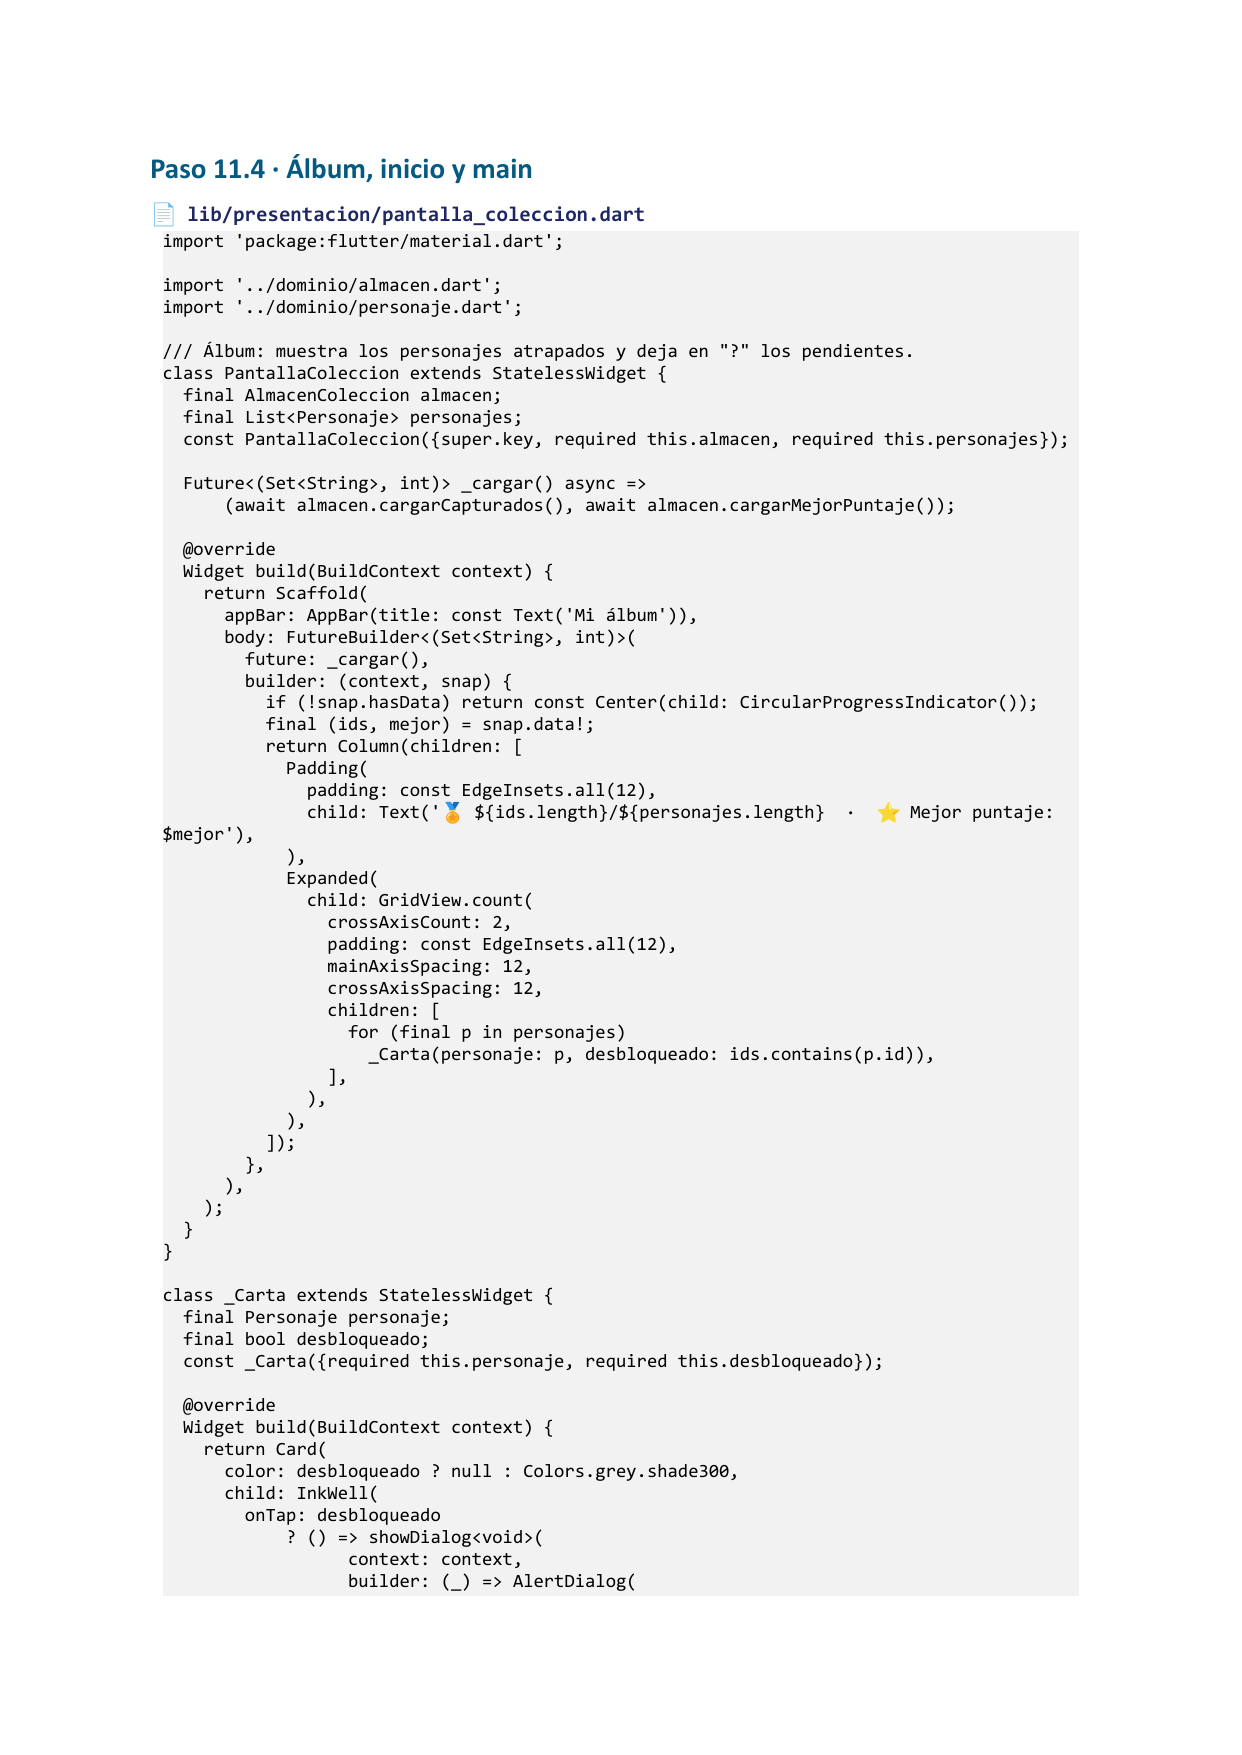 Paso 11.4 · Álbum, inicio y main
📄 lib/presentacion/pantalla_coleccion.dart
import 'package:flutter/material.dart';

import '../dominio/almacen.dart';
import '../dominio/personaje.dart';

/// Álbum: muestra los personajes atrapados y deja en "?" los pendientes.
class PantallaColeccion extends StatelessWidget {
  final AlmacenColeccion almacen;
  final List<Personaje> personajes;
  const PantallaColeccion({super.key, required this.almacen, required this.personajes});

  Future<(Set<String>, int)> _cargar() async =>
      (await almacen.cargarCapturados(), await almacen.cargarMejorPuntaje());

  @override
  Widget build(BuildContext context) {
    return Scaffold(
      appBar: AppBar(title: const Text('Mi álbum')),
      body: FutureBuilder<(Set<String>, int)>(
        future: _cargar(),
        builder: (context, snap) {
          if (!snap.hasData) return const Center(child: CircularProgressIndicator());
          final (ids, mejor) = snap.data!;
          return Column(children: [
            Padding(
              padding: const EdgeInsets.all(12),
              child: Text('🏅 ${ids.length}/${personajes.length}  ·  ⭐ Mejor puntaje:
$mejor'),
            ),
            Expanded(
              child: GridView.count(
                crossAxisCount: 2,
                padding: const EdgeInsets.all(12),
                mainAxisSpacing: 12,
                crossAxisSpacing: 12,
                children: [
                  for (final p in personajes)
                    _Carta(personaje: p, desbloqueado: ids.contains(p.id)),
                ],
              ),
            ),
          ]);
        },
      ),
    );
  }
}

class _Carta extends StatelessWidget {
  final Personaje personaje;
  final bool desbloqueado;
  const _Carta({required this.personaje, required this.desbloqueado});

  @override
  Widget build(BuildContext context) {
    return Card(
      color: desbloqueado ? null : Colors.grey.shade300,
      child: InkWell(
        onTap: desbloqueado
            ? () => showDialog<void>(
                  context: context,
                  builder: (_) => AlertDialog(